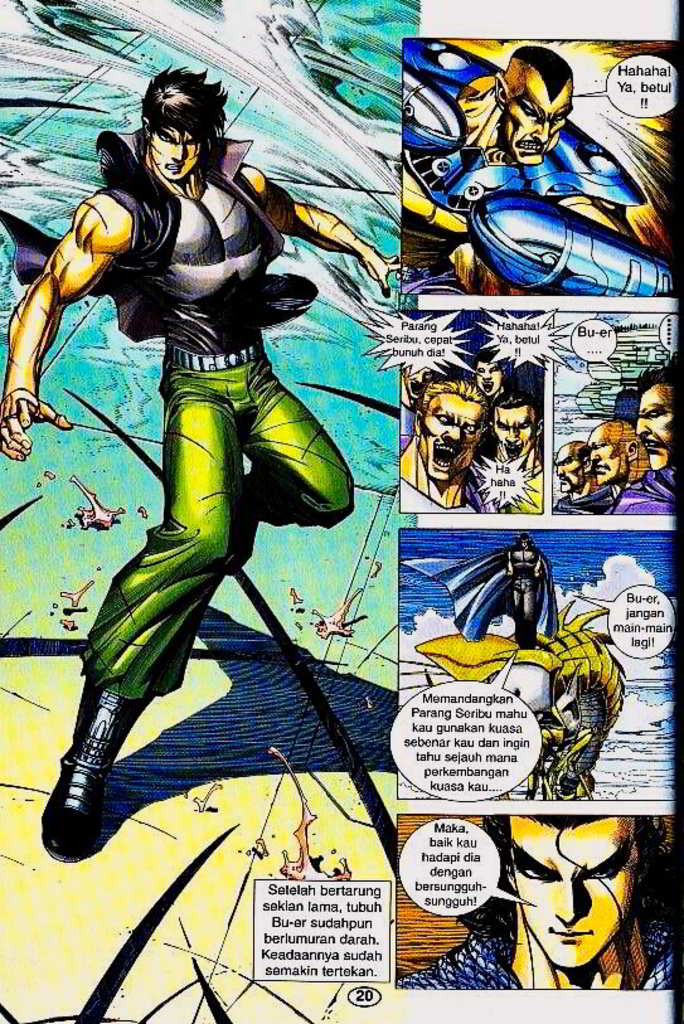 Hahaha!
Ya, betul
!!
Parang
Seribu, cepat
bunuh dia!
Hahaha!
Ya, betul
!!
Ha
haha!
Bu-er
....
Bu-er,
jangan
main-main
lagi!
Memandangkan
Parang Seribu mahu
kau gunakan kuasa
sebenar kau dan ingin
tahu sejauh mana
perkembangan
kuasa kau....
Maka,
baik kau
hadapi dia
dengan
bersungguh-
sungguh!
Setelah bertarung
sekian lama, tubuh
Bu-er sudahpun
berlumuran darah.
Keadaannya sudah
semakin tertekan.
20